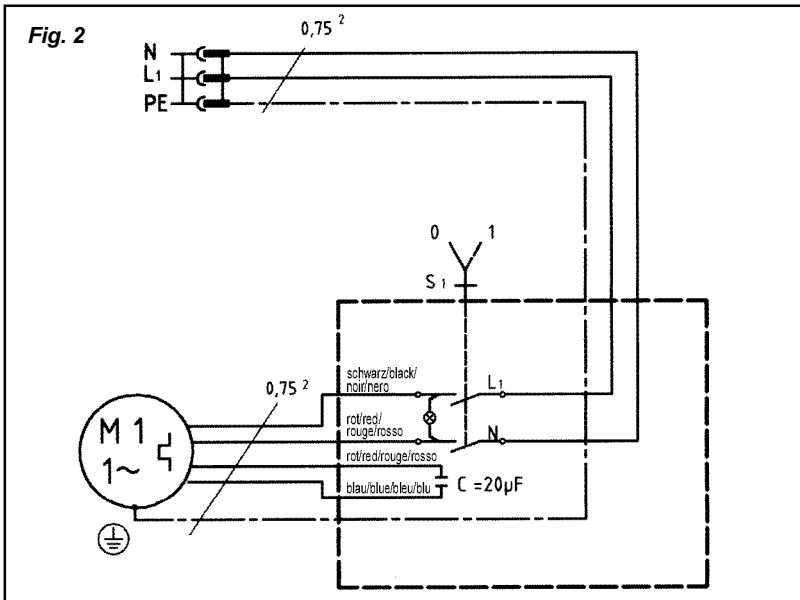 Fig. 2
0,75 ²
N
L1
PE
0 1
S1
schwarz/black/
noir/nero
L1
0,75 ²
rot/red/
rouge/rosso
N
M 1
1~
rot/red/rouge/rosso
blau/blue/bleu/blu
C =20µF